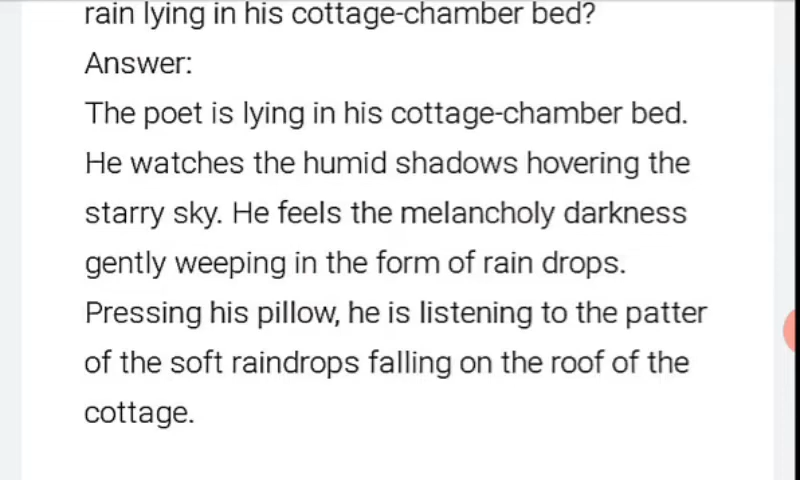 rain lying in his cottage-chamber bed?
Answer:
The poet is lying in his cottage-chamber bed.
He watches the humid shadows hovering the
starry sky. He feels the melancholy darkness
gently weeping in the form of rain drops.
Pressing his pillow, he is listening to the patter
of the soft raindrops falling on the roof of the
cottage.